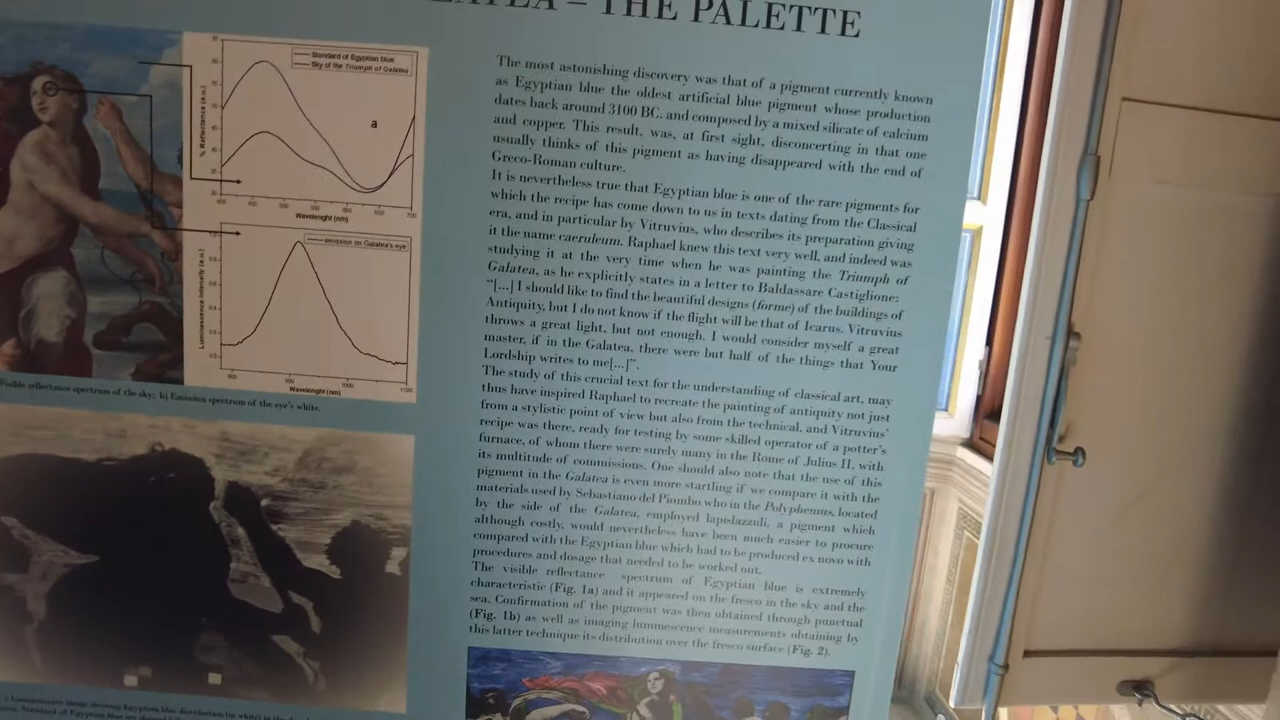 – THE PALETTE
Standard of Egyptian blue
Sky of the Triumph of Galatea
% Reflectance (a.u.)
a
400 450 500 550 600 650 700
Wavelenght (nm)
emission on Galatea's eye
Luminescence Intensity (a.u.)
800 900 1000 1100
Wavelenght (nm)
Visible reflectance spectrum of the sky; b) Emission spectrum of the eye's white.
The most astonishing discovery was that of a pigment currently known
as Egyptian blue the oldest artificial blue pigment whose production
dates back around 3100 BC. and composed by a mixed silicate of calcium
and copper. This result, was, at first sight, disconcerting in that one
usually thinks of this pigment as having disappeared with the end of
Greco-Roman culture.
It is nevertheless true that Egyptian blue is one of the rare pigments for
which the recipe has come down to us in texts dating from the Classical
era, and in particular by Vitruvius, who describes its preparation giving
it the name caeruleum. Raphael knew this text very well, and indeed was
studying it at the very time when he was painting the Triumph of
Galatea, as he explicitly states in a letter to Baldassare Castiglione:
“[...] I should like to find the beautiful designs (forme) of the buildings of
Antiquity, but I do not know if the flight will be that of Icarus. Vitruvius
throws a great light, but not enough. I would consider myself a great
master, if in the Galatea, there were but half of the things that Your
Lordship writes to me[...]”.
The study of this crucial text for the understanding of classical art, may
thus have inspired Raphael to recreate the painting of antiquity not just
from a stylistic point of view but also from the technical, and Vitruvius’
recipe was there, ready for testing by some skilled operator of a potter’s
furnace, of whom there were surely many in the Rome of Julius II, with
its multitude of commissions. One should also note that the use of this
pigment in the Galatea is even more startling if we compare it with the
materials used by Sebastiano del Piombo who in the Polyphemus, located
by the side of the Galatea, employed lapislazzuli, a pigment which
although costly, would nevertheless have been much easier to procure
compared with the Egyptian blue which had to be produced ex novo with
procedures and dosage that needed to be worked out.
The visible reflectance spectrum of Egyptian blue is extremely
characteristic (Fig. 1a) and it appeared on the fresco in the sky and the
sea. Confirmation of the pigment was then obtained through punctual
(Fig. 1b) as well as imaging luminescence measurements obtaining by
this latter technique its distribution over the fresco surface (Fig. 2).